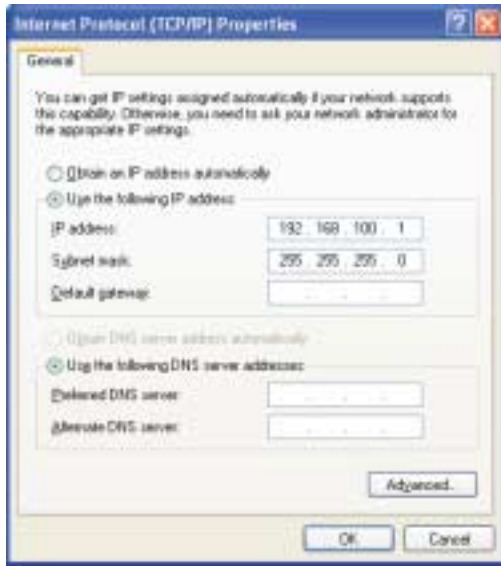 Internet Protocol (TCP/IP) Properties
General
You can get IP settings assigned automatically if your network supports
this capability. Otherwise, you need to ask your network administrator for
the appropriate IP settings.
Obtain an IP address automatically
Use the following IP address:
IP address: 192 . 168 . 100 . 1
Subnet mask: 255 . 255 . 255 . 0
Default gateway: . . .
Obtain DNS server address automatically
Use the following DNS server addresses:
Preferred DNS server: . . .
Alternate DNS server: . . .
Advanced...
OK Cancel